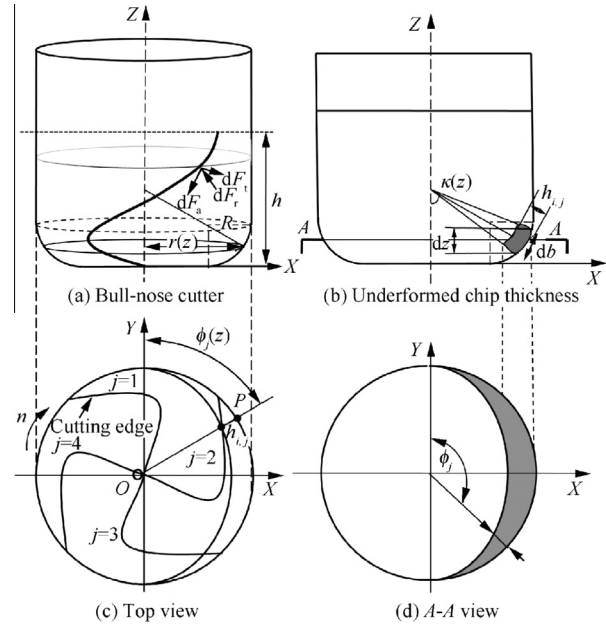 Z
dF_t
dF_r
dF_a
R
r(z)
h
X
(a) Bull-nose cutter
Z
κ(z)
h_{i,j}
A
A
dz
db
X
(b) Underformed chip thickness
Y
ϕ_j(z)
n
j=1
P
Cutting edge
h_{i,j}
j=4
j=2
O
X
j=3
(c) Top view
Y
ϕ_j
X
(d) A-A view